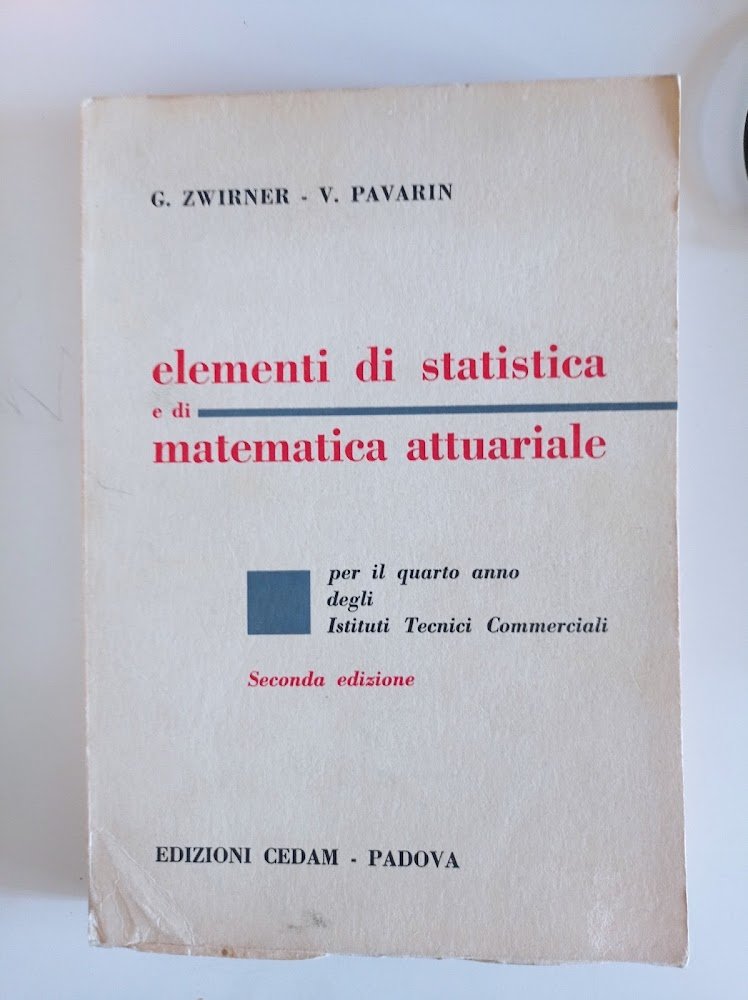 G. ZWIRNER - V. PAVARIN
elementi di statistica
e di
matematica attuariale
per il quarto anno
degli
Istituti Tecnici Commerciali
Seconda edizione
EDIZIONI CEDAM - PADOVA